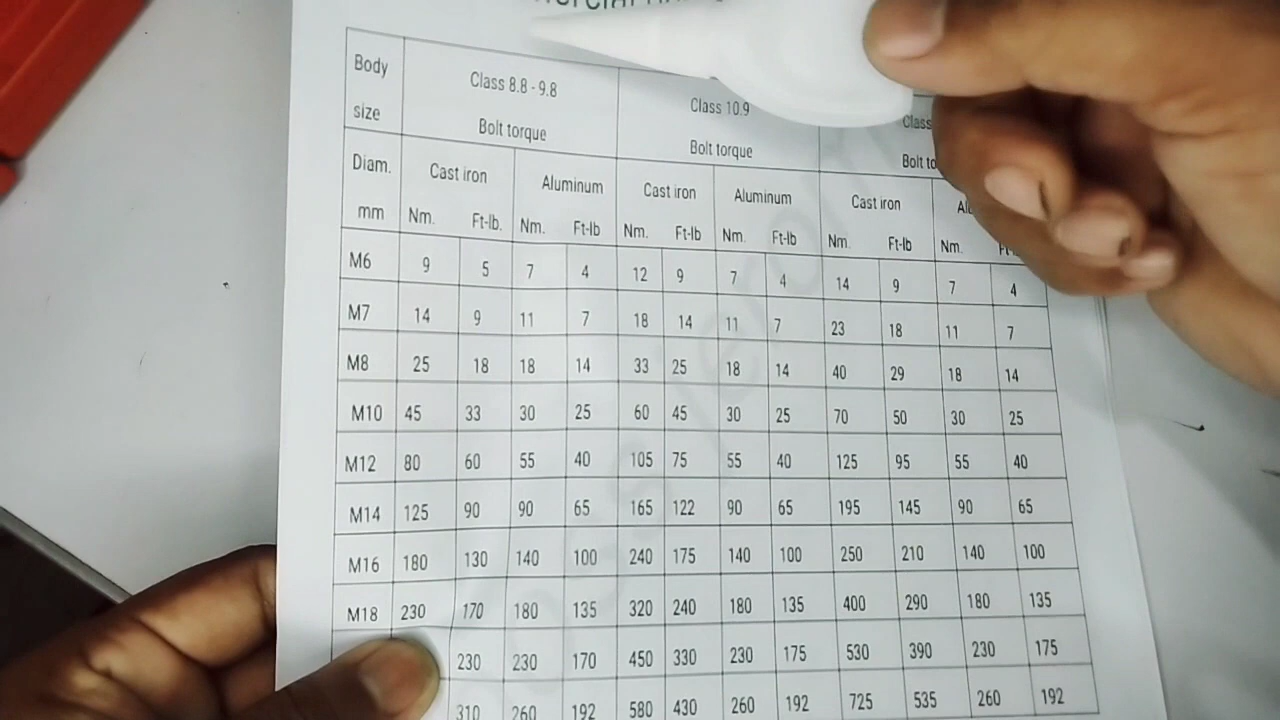 Body size Class 8.8 - 9.8 Bolt torque Class 10.9 Bolt torque Class Bolt
Diam. mm Cast iron Aluminum Cast iron Aluminum Cast iron
Nm. Ft-lb. Nm. Ft-lb Nm. Ft-lb Nm. Ft-lb Nm. Ft-lb Nm.
M6 9 5 7 4 12 9 7 4 14 9 7 4
M7 14 9 11 7 18 14 11 7 23 18 11 7
M8 25 18 18 14 33 25 18 14 40 29 18 14
M10 45 33 30 25 60 45 30 25 70 50 30 25
M12 80 60 55 40 105 75 55 40 125 95 55 40
M14 125 90 90 65 165 122 90 65 195 145 90 65
M16 180 130 140 100 240 175 140 100 250 210 140 100
M18 230 170 180 135 320 240 180 135 400 290 180 135
230 230 170 450 330 230 175 530 390 230 175
310 260 192 580 430 260 192 725 535 260 192